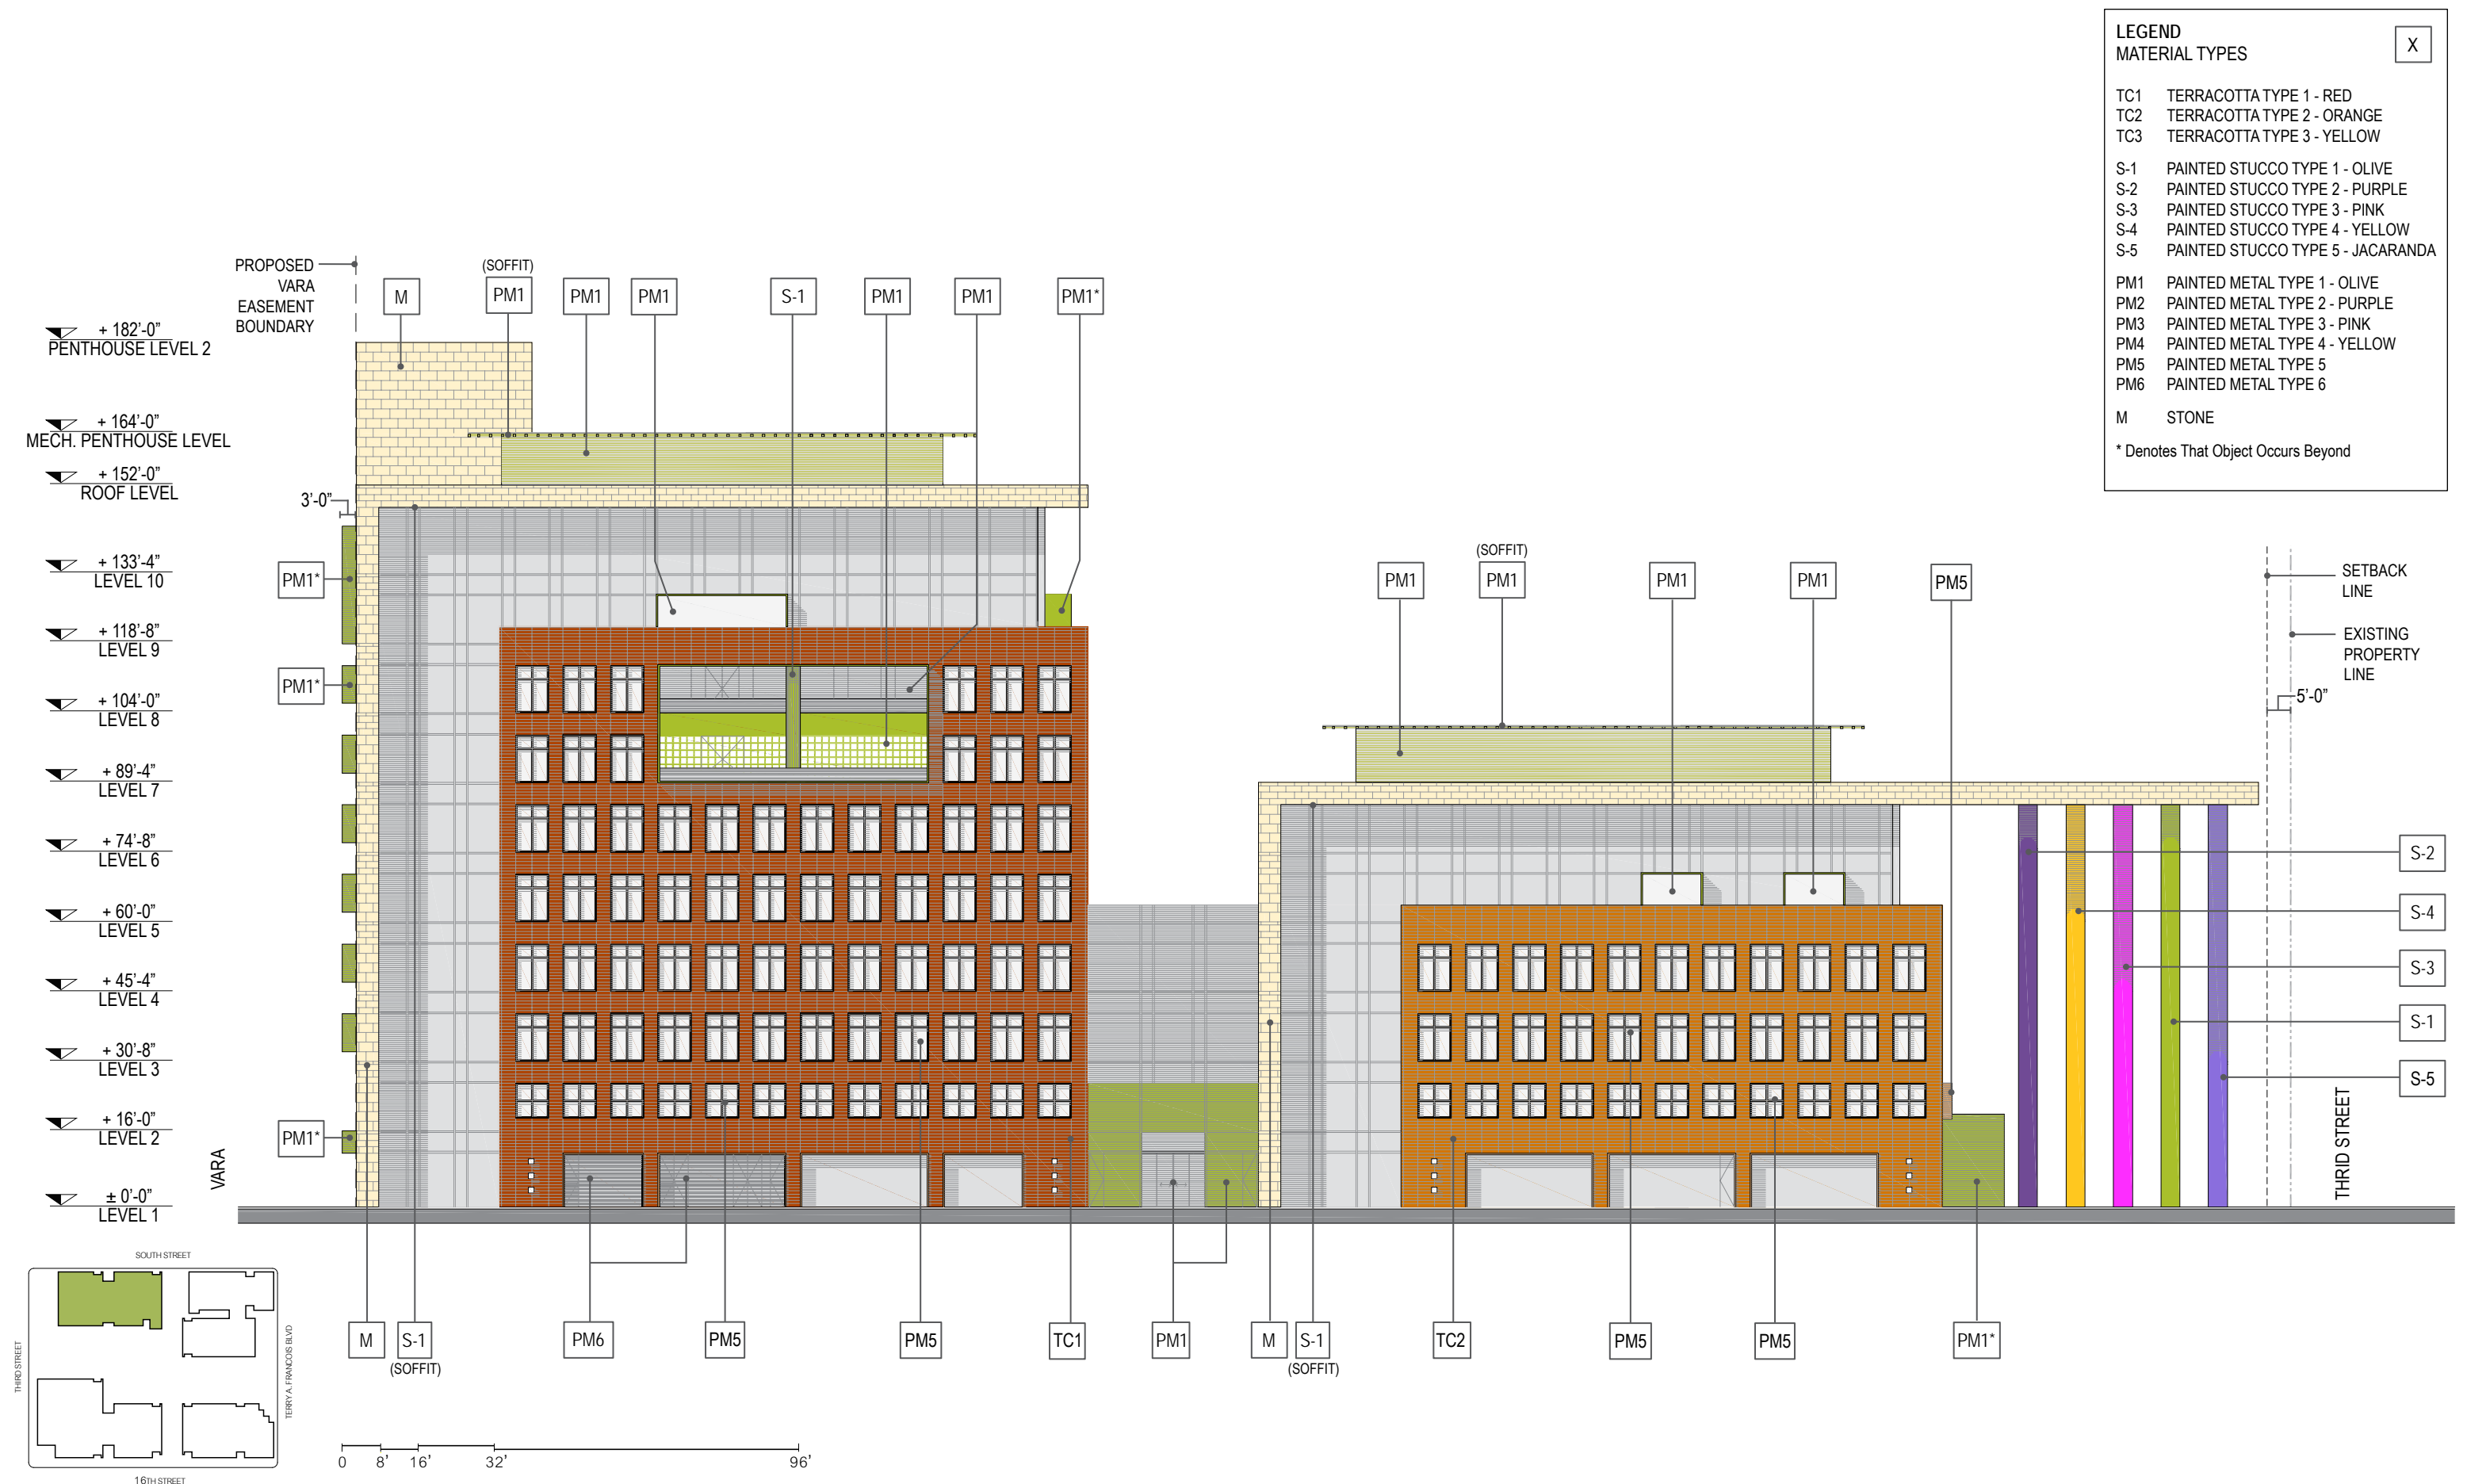 LEGEND
MATERIAL TYPES
X
TC1 TERRACOTTA TYPE 1 - RED
TC2 TERRACOTTA TYPE 2 - ORANGE
TC3 TERRACOTTA TYPE 3 - YELLOW
S-1 PAINTED STUCCO TYPE 1 - OLIVE
S-2 PAINTED STUCCO TYPE 2 - PURPLE
S-3 PAINTED STUCCO TYPE 3 - PINK
S-4 PAINTED STUCCO TYPE 4 - YELLOW
S-5 PAINTED STUCCO TYPE 5 - JACARANDA
PM1 PAINTED METAL TYPE 1 - OLIVE
PM2 PAINTED METAL TYPE 2 - PURPLE
PM3 PAINTED METAL TYPE 3 - PINK
PM4 PAINTED METAL TYPE 4 - YELLOW
PM5 PAINTED METAL TYPE 5
PM6 PAINTED METAL TYPE 6
M STONE
* Denotes That Object Occurs Beyond
PROPOSED
VARA
EASEMENT
BOUNDARY
M
(SOFFIT)
PM1
PM1
PM1
S-1
PM1
PM1
PM1*
+ 182'-0"
PENTHOUSE LEVEL 2
+ 164'-0"
MECH. PENTHOUSE LEVEL
+ 152'-0"
ROOF LEVEL
3'-0"
+ 133'-4"
LEVEL 10
+ 118'-8"
LEVEL 9
+ 104'-0"
LEVEL 8
+ 89'-4"
LEVEL 7
+ 74'-8"
LEVEL 6
+ 60'-0"
LEVEL 5
+ 45'-4"
LEVEL 4
+ 30'-8"
LEVEL 3
+ 16'-0"
LEVEL 2
± 0'-0"
LEVEL 1
PM1*
PM1*
PM1*
VARA
PM1
(SOFFIT)
PM1
PM1
PM1
PM5
SETBACK
LINE
EXISTING
PROPERTY
LINE
5'-0"
S-2
S-4
S-3
S-1
S-5
THRID STREET
M
S-1
(SOFFIT)
PM6
PM5
PM5
TC1
PM1
M
S-1
(SOFFIT)
TC2
PM5
PM5
PM1*
SOUTH STREET
THIRD STREET
TERRY A. FRANCOIS BLVD
16TH STREET
0 8' 16' 32' 96'